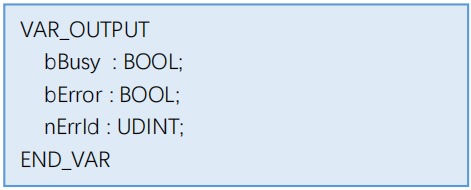 VAR_OUTPUT
bBusy : BOOL;
bError : BOOL;
nErrId : UDINT;
END_VAR